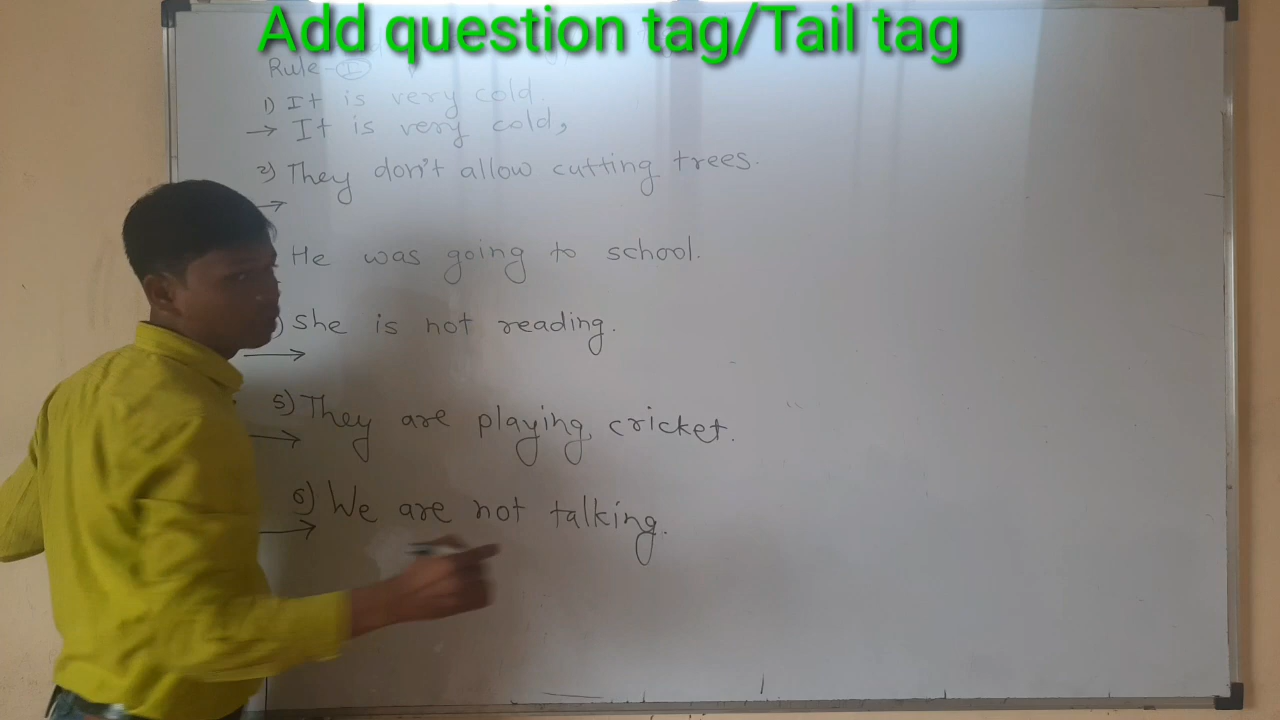 Add question tag/Tail tag
Rule-I
1) It is very cold.
→ It is very cold,
2) They don't allow cutting trees.
→
He was going to school.
) She is not reading.
→
5) They are playing cricket.
→
6) We are not talking.
→